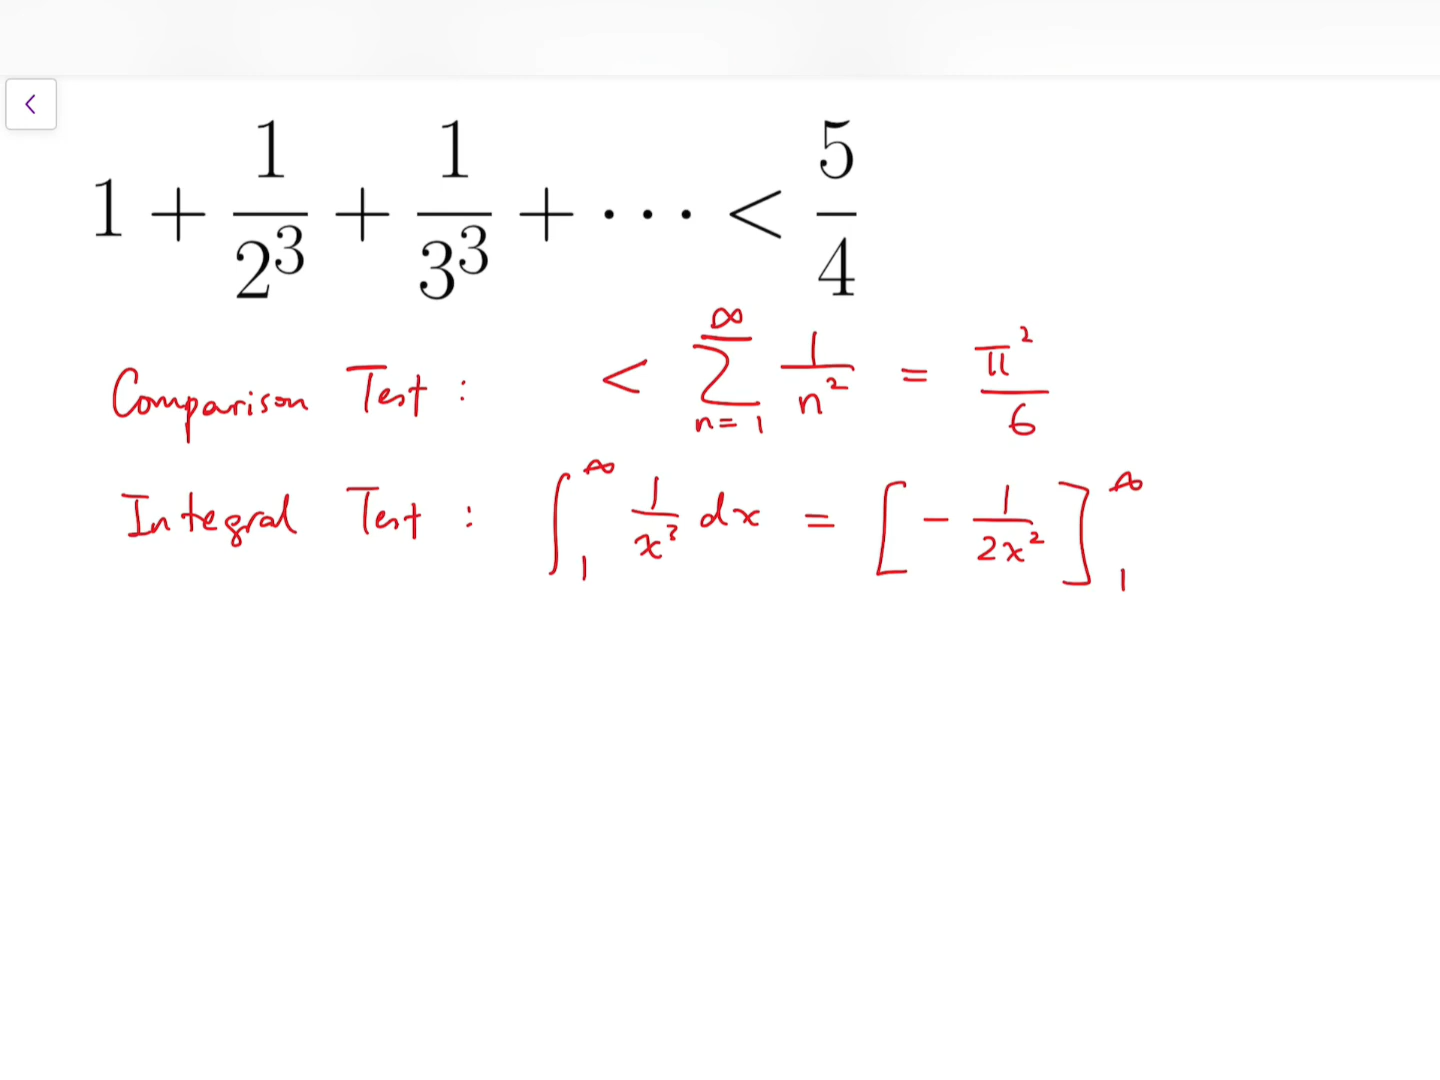 1 + 1/2³ + 1/3³ + ··· < 5/4
Comparison Test : < ∑_{n=1}^{∞} 1/n² = π²/6
Integral Test : ∫_1^∞ 1/x³ dx = [ - 1/2x² ]_1^∞